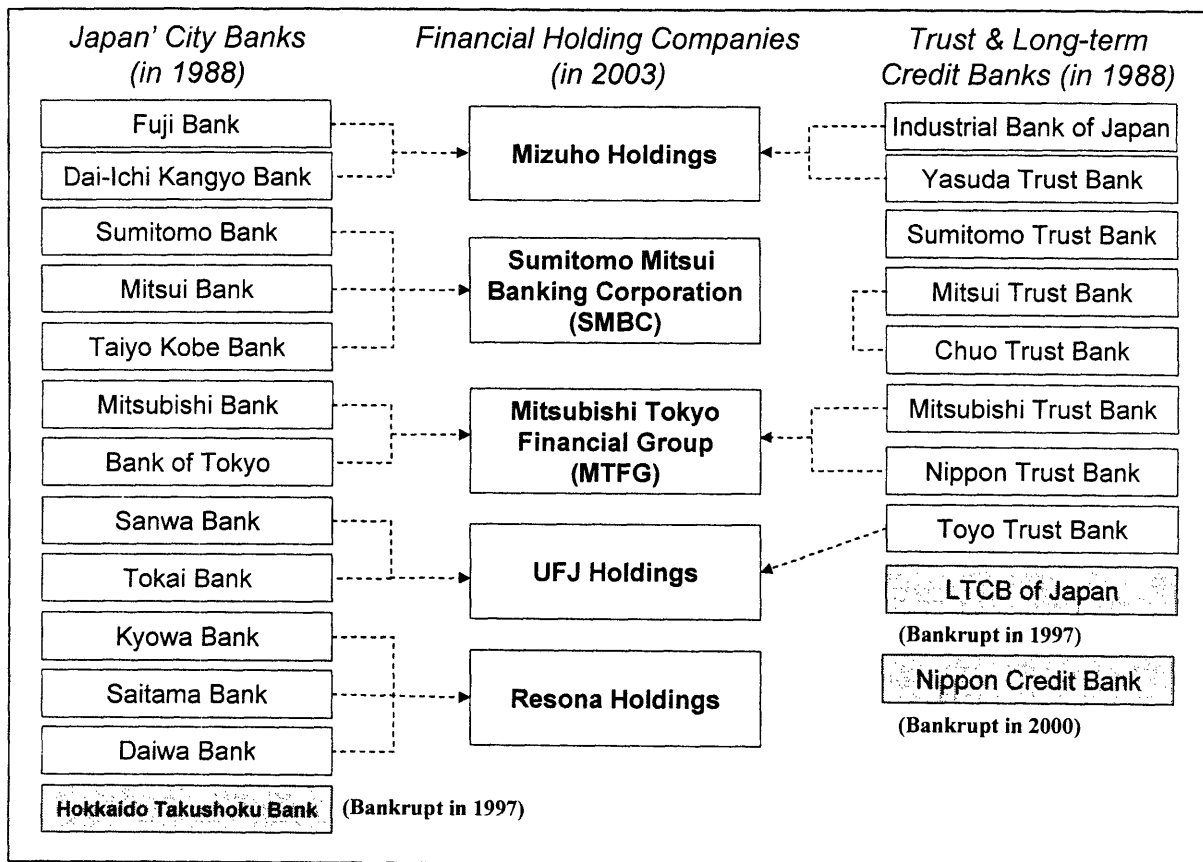 Japan' City Banks
(in 1988)
Financial Holding Companies
(in 2003)
Trust & Long-term
Credit Banks (in 1988)
Fuji Bank
Dai-Ichi Kangyo Bank
Sumitomo Bank
Mitsui Bank
Taiyo Kobe Bank
Mitsubishi Bank
Bank of Tokyo
Sanwa Bank
Tokai Bank
Kyowa Bank
Saitama Bank
Daiwa Bank
Hokkaido Takushoku Bank
(Bankrupt in 1997)
Mizuho Holdings
Sumitomo Mitsui
Banking Corporation
(SMBC)
Mitsubishi Tokyo
Financial Group
(MTFG)
UFJ Holdings
Resona Holdings
Industrial Bank of Japan
Yasuda Trust Bank
Sumitomo Trust Bank
Mitsui Trust Bank
Chuo Trust Bank
Mitsubishi Trust Bank
Nippon Trust Bank
Toyo Trust Bank
LTCB of Japan
(Bankrupt in 1997)
Nippon Credit Bank
(Bankrupt in 2000)